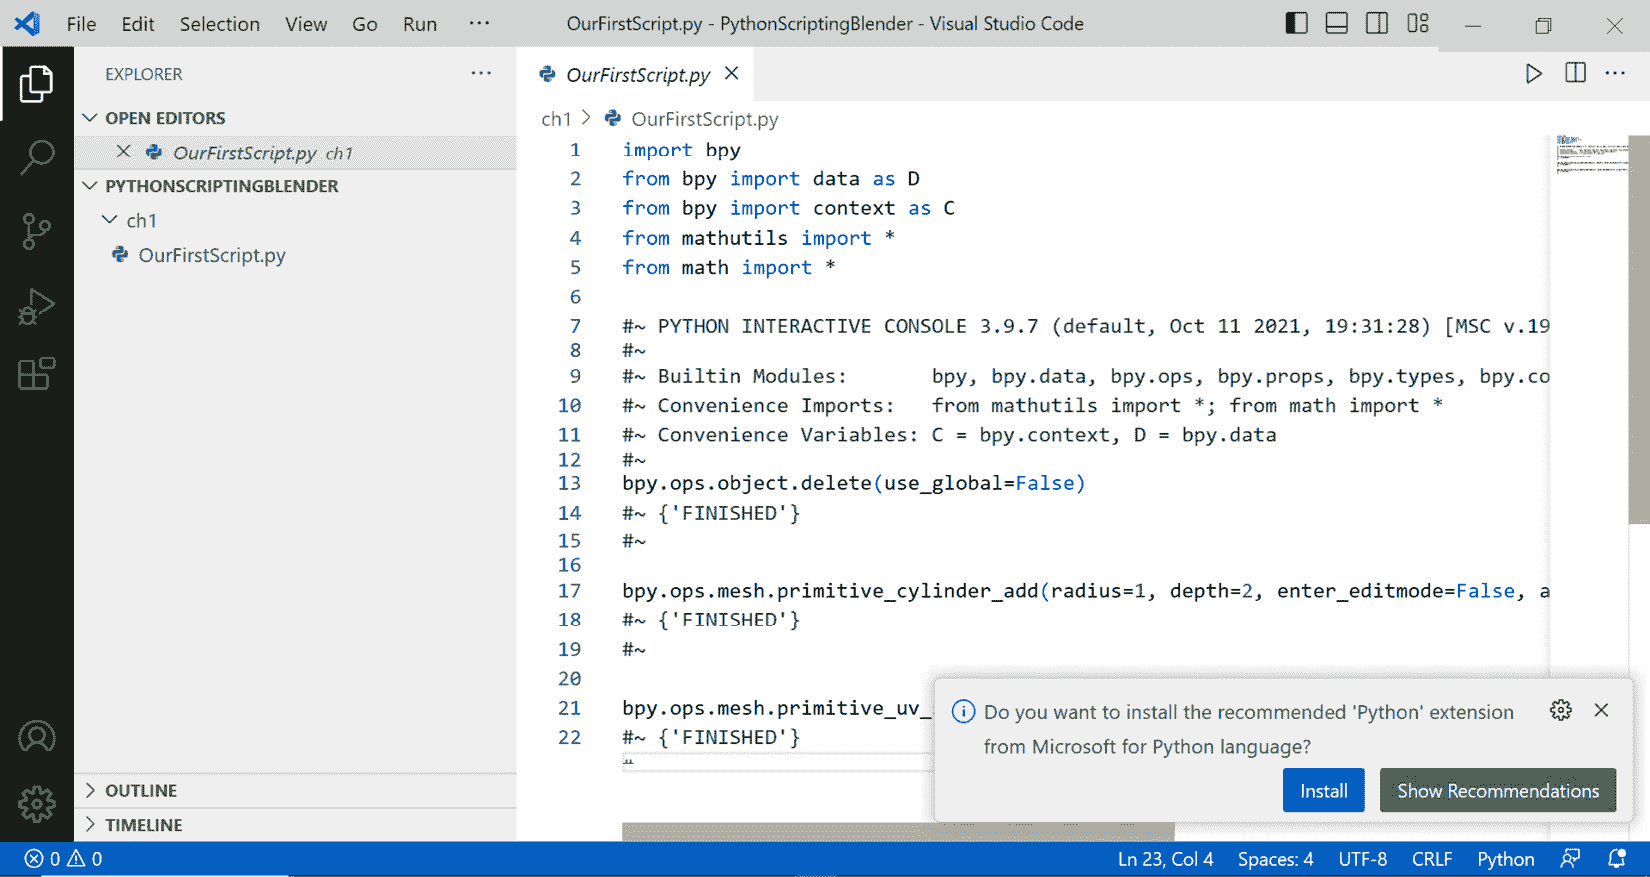 File Edit Selection View Go Run ··· OurFirstScript.py - PythonScriptingBlender - Visual Studio Code
EXPLORER ···
OPEN EDITORS
OurFirstScript.py ch1
PYTHONSCRIPTINGBLENDER
ch1
OurFirstScript.py
OUTLINE
TIMELINE
OurFirstScript.py
ch1 > OurFirstScript.py
1 import bpy
2 from bpy import data as D
3 from bpy import context as C
4 from mathutils import *
5 from math import *
6
7 #~ PYTHON INTERACTIVE CONSOLE 3.9.7 (default, Oct 11 2021, 19:31:28) [MSC v.19
8 #~
9 #~ Builtin Modules: bpy, bpy.data, bpy.ops, bpy.props, bpy.types, bpy.co
10 #~ Convenience Imports: from mathutils import *; from math import *
11 #~ Convenience Variables: C = bpy.context, D = bpy.data
12 #~
13 bpy.ops.object.delete(use_global=False)
14 #~ {'FINISHED'}
15 #~
16
17 bpy.ops.mesh.primitive_cylinder_add(radius=1, depth=2, enter_editmode=False, a
18 #~ {'FINISHED'}
19 #~
20
21 bpy.ops.mesh.primitive_uv_
22 #~ {'FINISHED'}
Do you want to install the recommended 'Python' extension
from Microsoft for Python language?
Install Show Recommendations
0 0 Ln 23, Col 4 Spaces: 4 UTF-8 CRLF Python